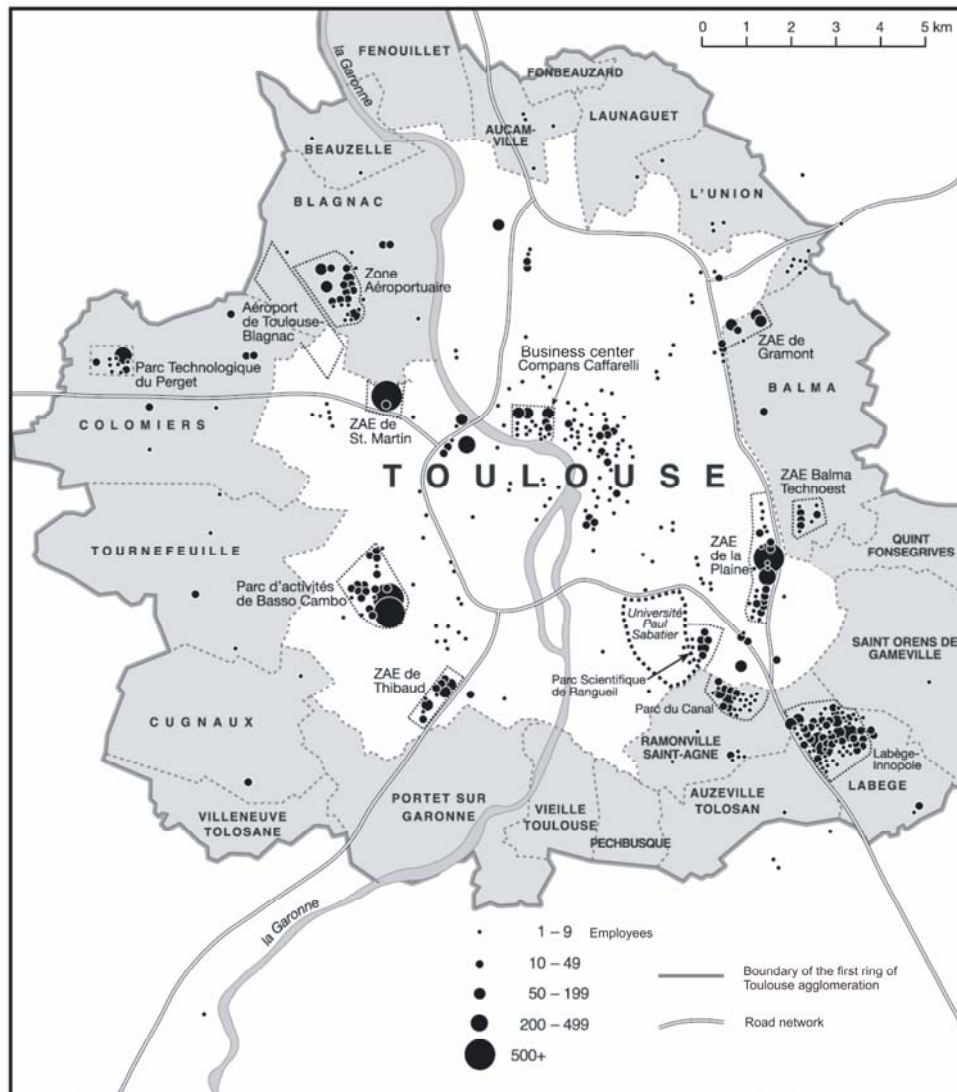 0 1 2 3 4 5 km
FENOUILLET
la Garonne
FONBEAUZARD
LAUNAGUET
AUCAM-
VILLE
BEAUZELLE
L'UNION
BLAGNAC
Zone
Aéroportuaire
Aéroport
de Toulouse-
Blagnac
ZAE de
Gramont
Parc Technologique
du Perget
Business center
Compans Caffarelli
BALMA
COLOMIERS
ZAE de
St. Martin
TOULOUSE
ZAE Balma
Technoest
TOURNEFEUILLE
ZAE
de la
Plaine
QUINT
FONSEGRIVES
Parc d'activités
de Basso Cambo
Université
Paul
Sabatier
SAINT ORENS DE
GAMEVILLE
ZAE de
Thibaud
Parc Scientifique
de Rangueil
Parc du Canal
CUGNAUX
RAMONVILLE
SAINT-AGNE
Labège-
Innopole
LABEGE
VILLENEUVE
TOLOSANE
PORTET SUR
GARONNE
VIEILLE
TOULOUSE
AUZEVILLE
TOLOSAN
PECHBUSQUE
la Garonne
1 – 9 Employees
10 – 49
50 – 199
200 – 499
500+
Boundary of the first ring of
Toulouse agglomeration
Road network